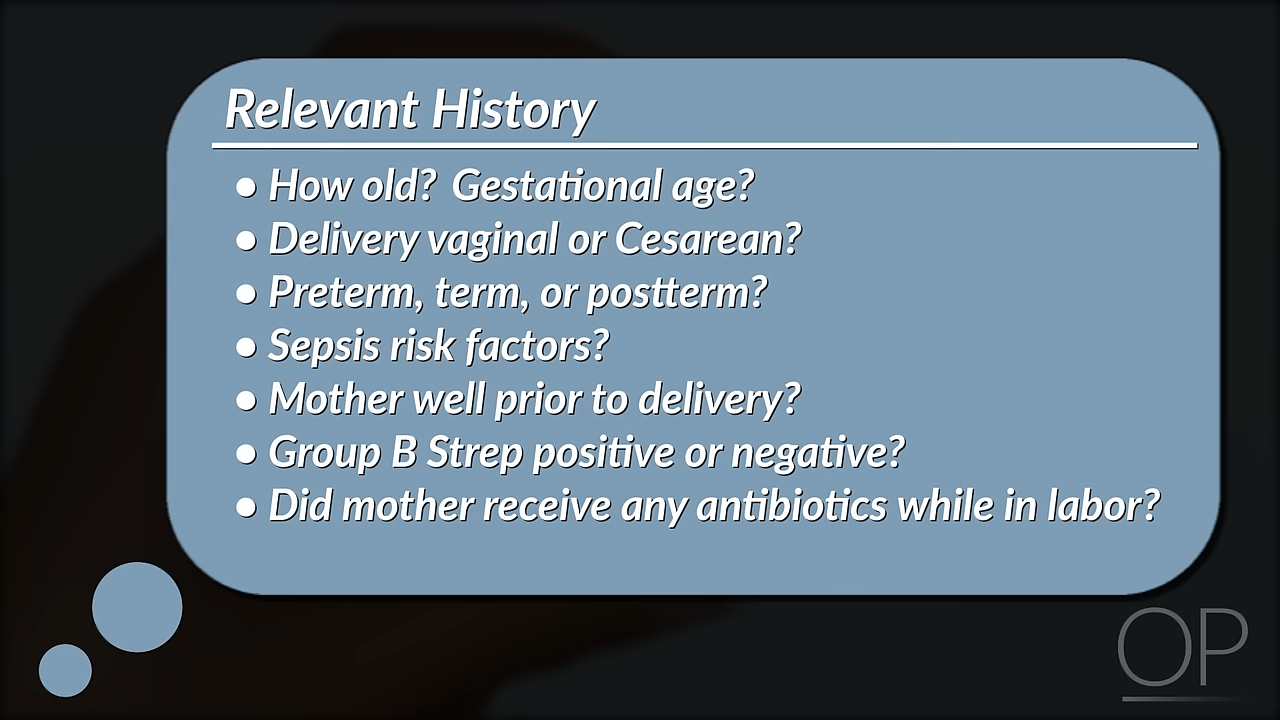 Relevant History
• How old? Gestational age?
• Delivery vaginal or Cesarean?
• Preterm, term, or postterm?
• Sepsis risk factors?
• Mother well prior to delivery?
• Group B Strep positive or negative?
• Did mother receive any antibiotics while in labor?
OP